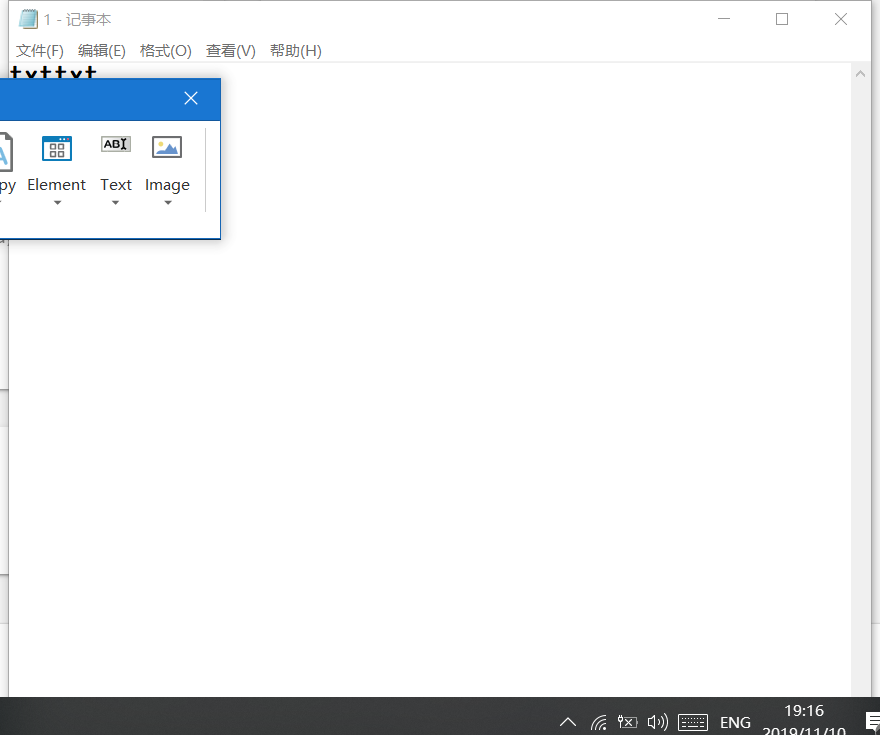 1 - 记事本
文件(F) 编辑(E) 格式(O) 查看(V) 帮助(H)
txttxt
py Element Text Image
ENG
19:16
2019/11/10